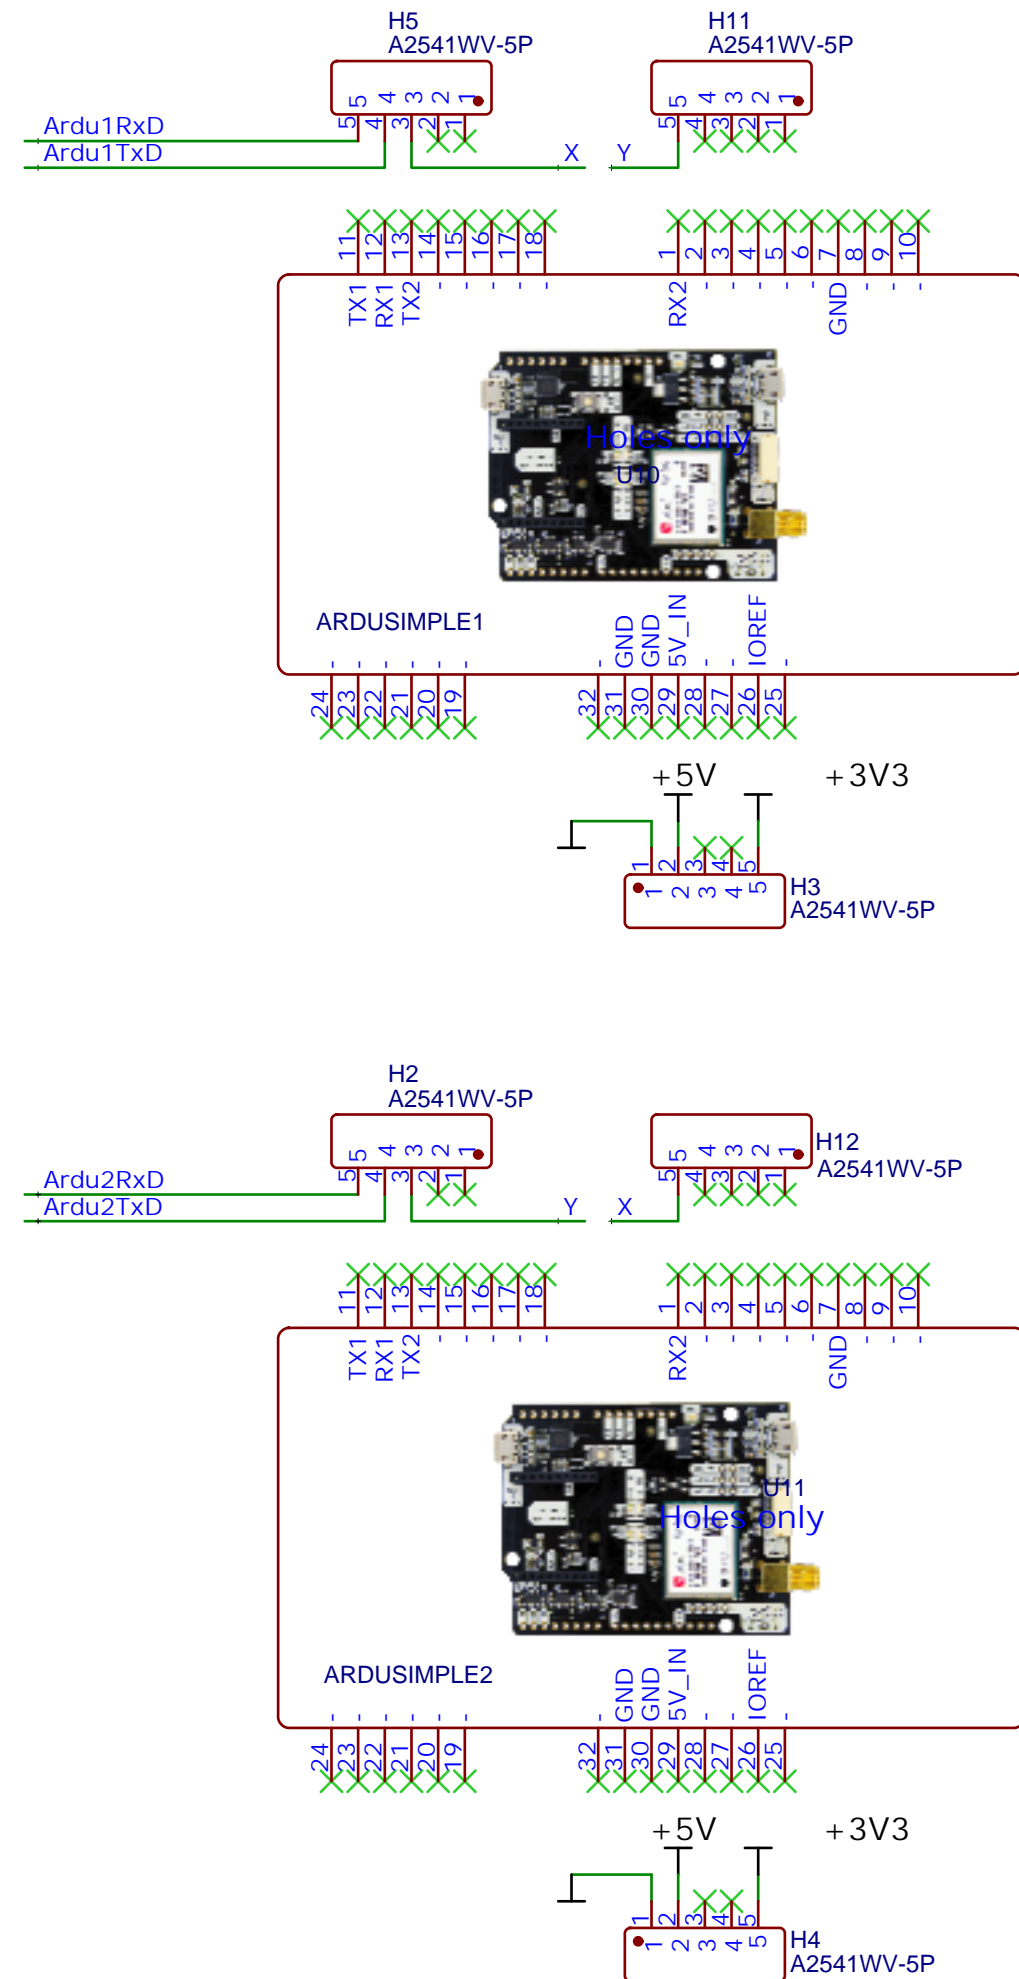 H5
A2541WV-5P
H11
A2541WV-5P
5 4 3 2 1
5 4 3 2 1
5 4 3 2 1
5 4 3 2 1
Ardu1RxD
Ardu1TxD
X
Y
11 12 13 14 15 16 17 18
1 2 3 4 5 6 7 8 9 10
TX1 RX1 TX2 - - - - -
RX2 - - - - - GND - - -
Holes only
U10
ARDUSIMPLE1
- - - - - -
- GND GND 5V_IN - - IOREF -
24 23 22 21 20 19
32 31 30 29 28 27 26 25
+5V
+3V3
1 2 3 4 5
1 2 3 4 5
H3
A2541WV-5P
H2
A2541WV-5P
H12
A2541WV-5P
5 4 3 2 1
5 4 3 2 1
5 4 3 2 1
5 4 3 2 1
Ardu2RxD
Ardu2TxD
Y
X
11 12 13 14 15 16 17 18
1 2 3 4 5 6 7 8 9 10
TX1 RX1 TX2 - - - - -
RX2 - - - - - GND - - -
U11
Holes only
ARDUSIMPLE2
- - - - - -
- GND GND 5V_IN - - IOREF -
24 23 22 21 20 19
32 31 30 29 28 27 26 25
+5V
+3V3
1 2 3 4 5
1 2 3 4 5
H4
A2541WV-5P